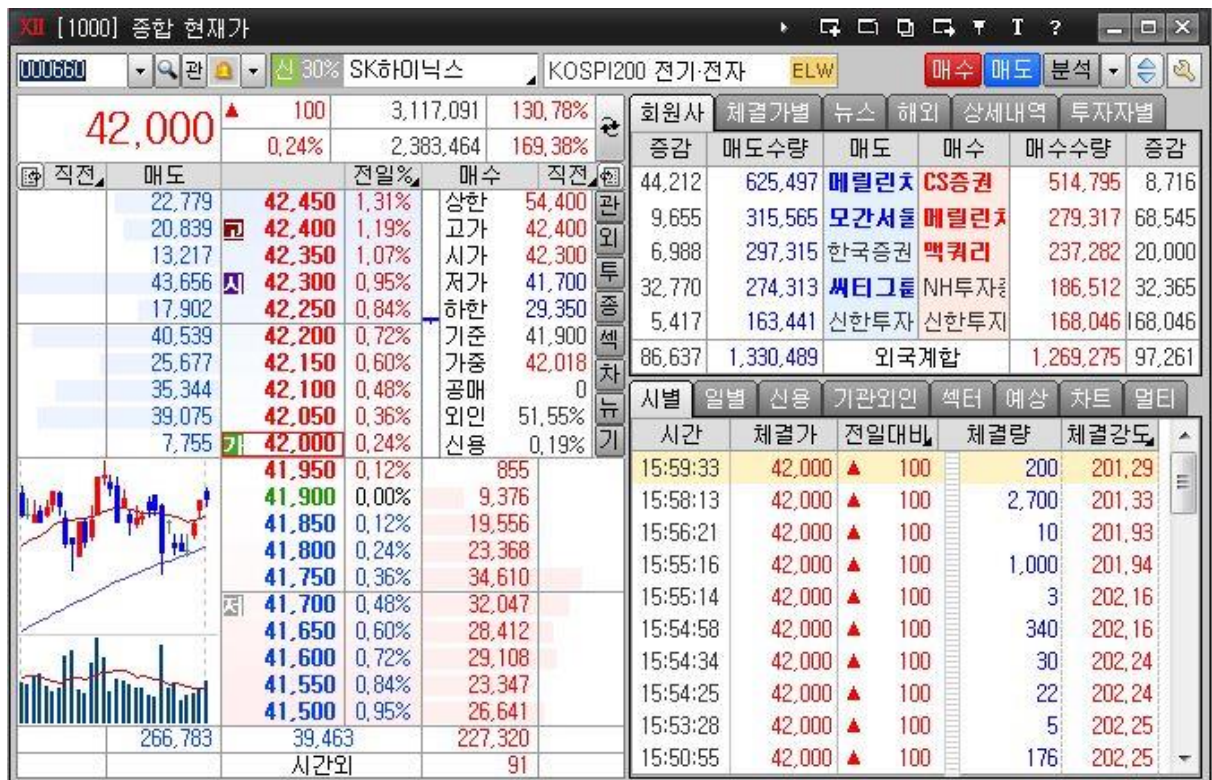 XII [1000] 종합 현재가 T ?
000660 관 신 30% SK하이닉스 KOSPI200 전기·전자 ELW 매수 매도 분석
42,000 ▲ 100 3,117,091 130,78%
0,24% 2,383,464 169,38%
직전 매도 전일% 매수 직전
22,779 42,450 1,31% 상한 54,400 관
20,839 고 42,400 1,19% 고가 42,400 외
13,217 42,350 1,07% 시가 42,300
43,656 시 42,300 0,95% 저가 41,700 투
17,902 42,250 0,84% 하한 29,350 종
40,539 42,200 0,72% 기준 41,900 섹
25,677 42,150 0,60% 가중 42,018
35,344 42,100 0,48% 공매 0 차
39,075 42,050 0,36% 외인 51,55% 뉴
7,755 가 42,000 0,24% 신용 0,19% 기
41,950 0,12% 855
41,900 0,00% 9,376
41,850 0,12% 19,556
41,800 0,24% 23,368
41,750 0,36% 34,610
저 41,700 0,48% 32,047
41,650 0,60% 28,412
41,600 0,72% 29,108
41,550 0,84% 23,347
41,500 0,95% 26,641
266,783 39,463 227,320
시간외 91
회원사 체결가별 뉴스 해외 상세내역 투자자별
증감 매도수량 매도 매수 매수수량 증감
44,212 625,497 메릴린치 CS증권 514,795 8,716
9,655 315,565 모간서울 메릴린치 279,317 68,545
6,988 297,315 한국증권 맥쿼리 237,282 20,000
32,770 274,313 씨티그룹 NH투자증 186,512 32,365
5,417 163,441 신한투자 신한투자 168,046 168,046
86,637 1,330,489 외국계합 1,269,275 97,261
시별 일별 신용 기관외인 섹터 예상 차트 멀티
시간 체결가 전일대비 체결량 체결강도
15:59:33 42,000 ▲ 100 200 201,29
15:58:13 42,000 ▲ 100 2,700 201,33
15:56:21 42,000 ▲ 100 10 201,93
15:55:16 42,000 ▲ 100 1,000 201,94
15:55:14 42,000 ▲ 100 3 202,16
15:54:58 42,000 ▲ 100 340 202,16
15:54:34 42,000 ▲ 100 30 202,24
15:54:25 42,000 ▲ 100 22 202,24
15:53:28 42,000 ▲ 100 5 202,25
15:50:55 42,000 ▲ 100 176 202,25